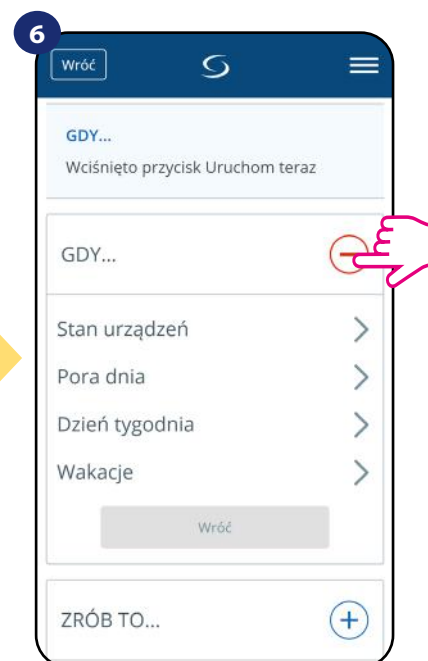 6
Wróć
GDY...
Wciśnięto przycisk Uruchom teraz
GDY...
Stan urządzeń
Pora dnia
Dzień tygodnia
Wakacje
Wróć
ZRÓB TO...